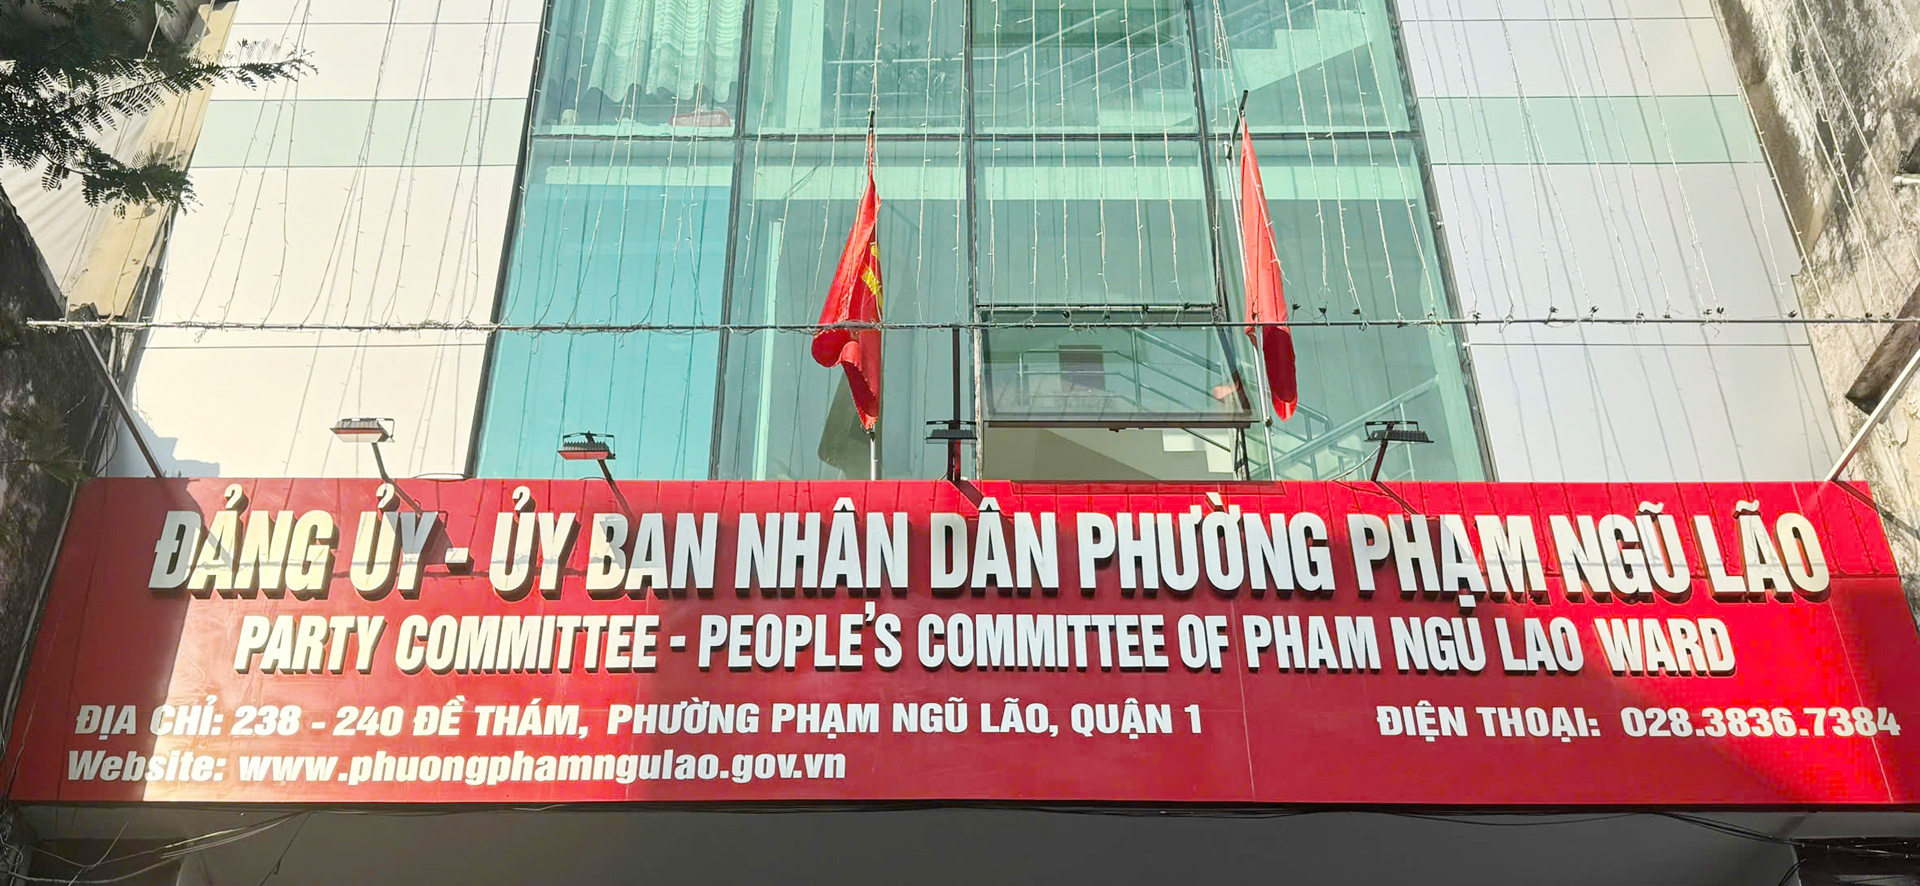 ĐẢNG ỦY - ỦY BAN NHÂN DÂN PHƯỜNG PHẠM NGŨ LÃO
PARTY COMMITTEE - PEOPLE'S COMMITTEE OF PHAM NGU LAO WARD
ĐỊA CHỈ: 238 - 240 ĐỀ THÁM, PHƯỜNG PHẠM NGŨ LÃO, QUẬN 1
ĐIỆN THOẠI: 028.3836.7384
Website: www.phuongphamngulao.gov.vn